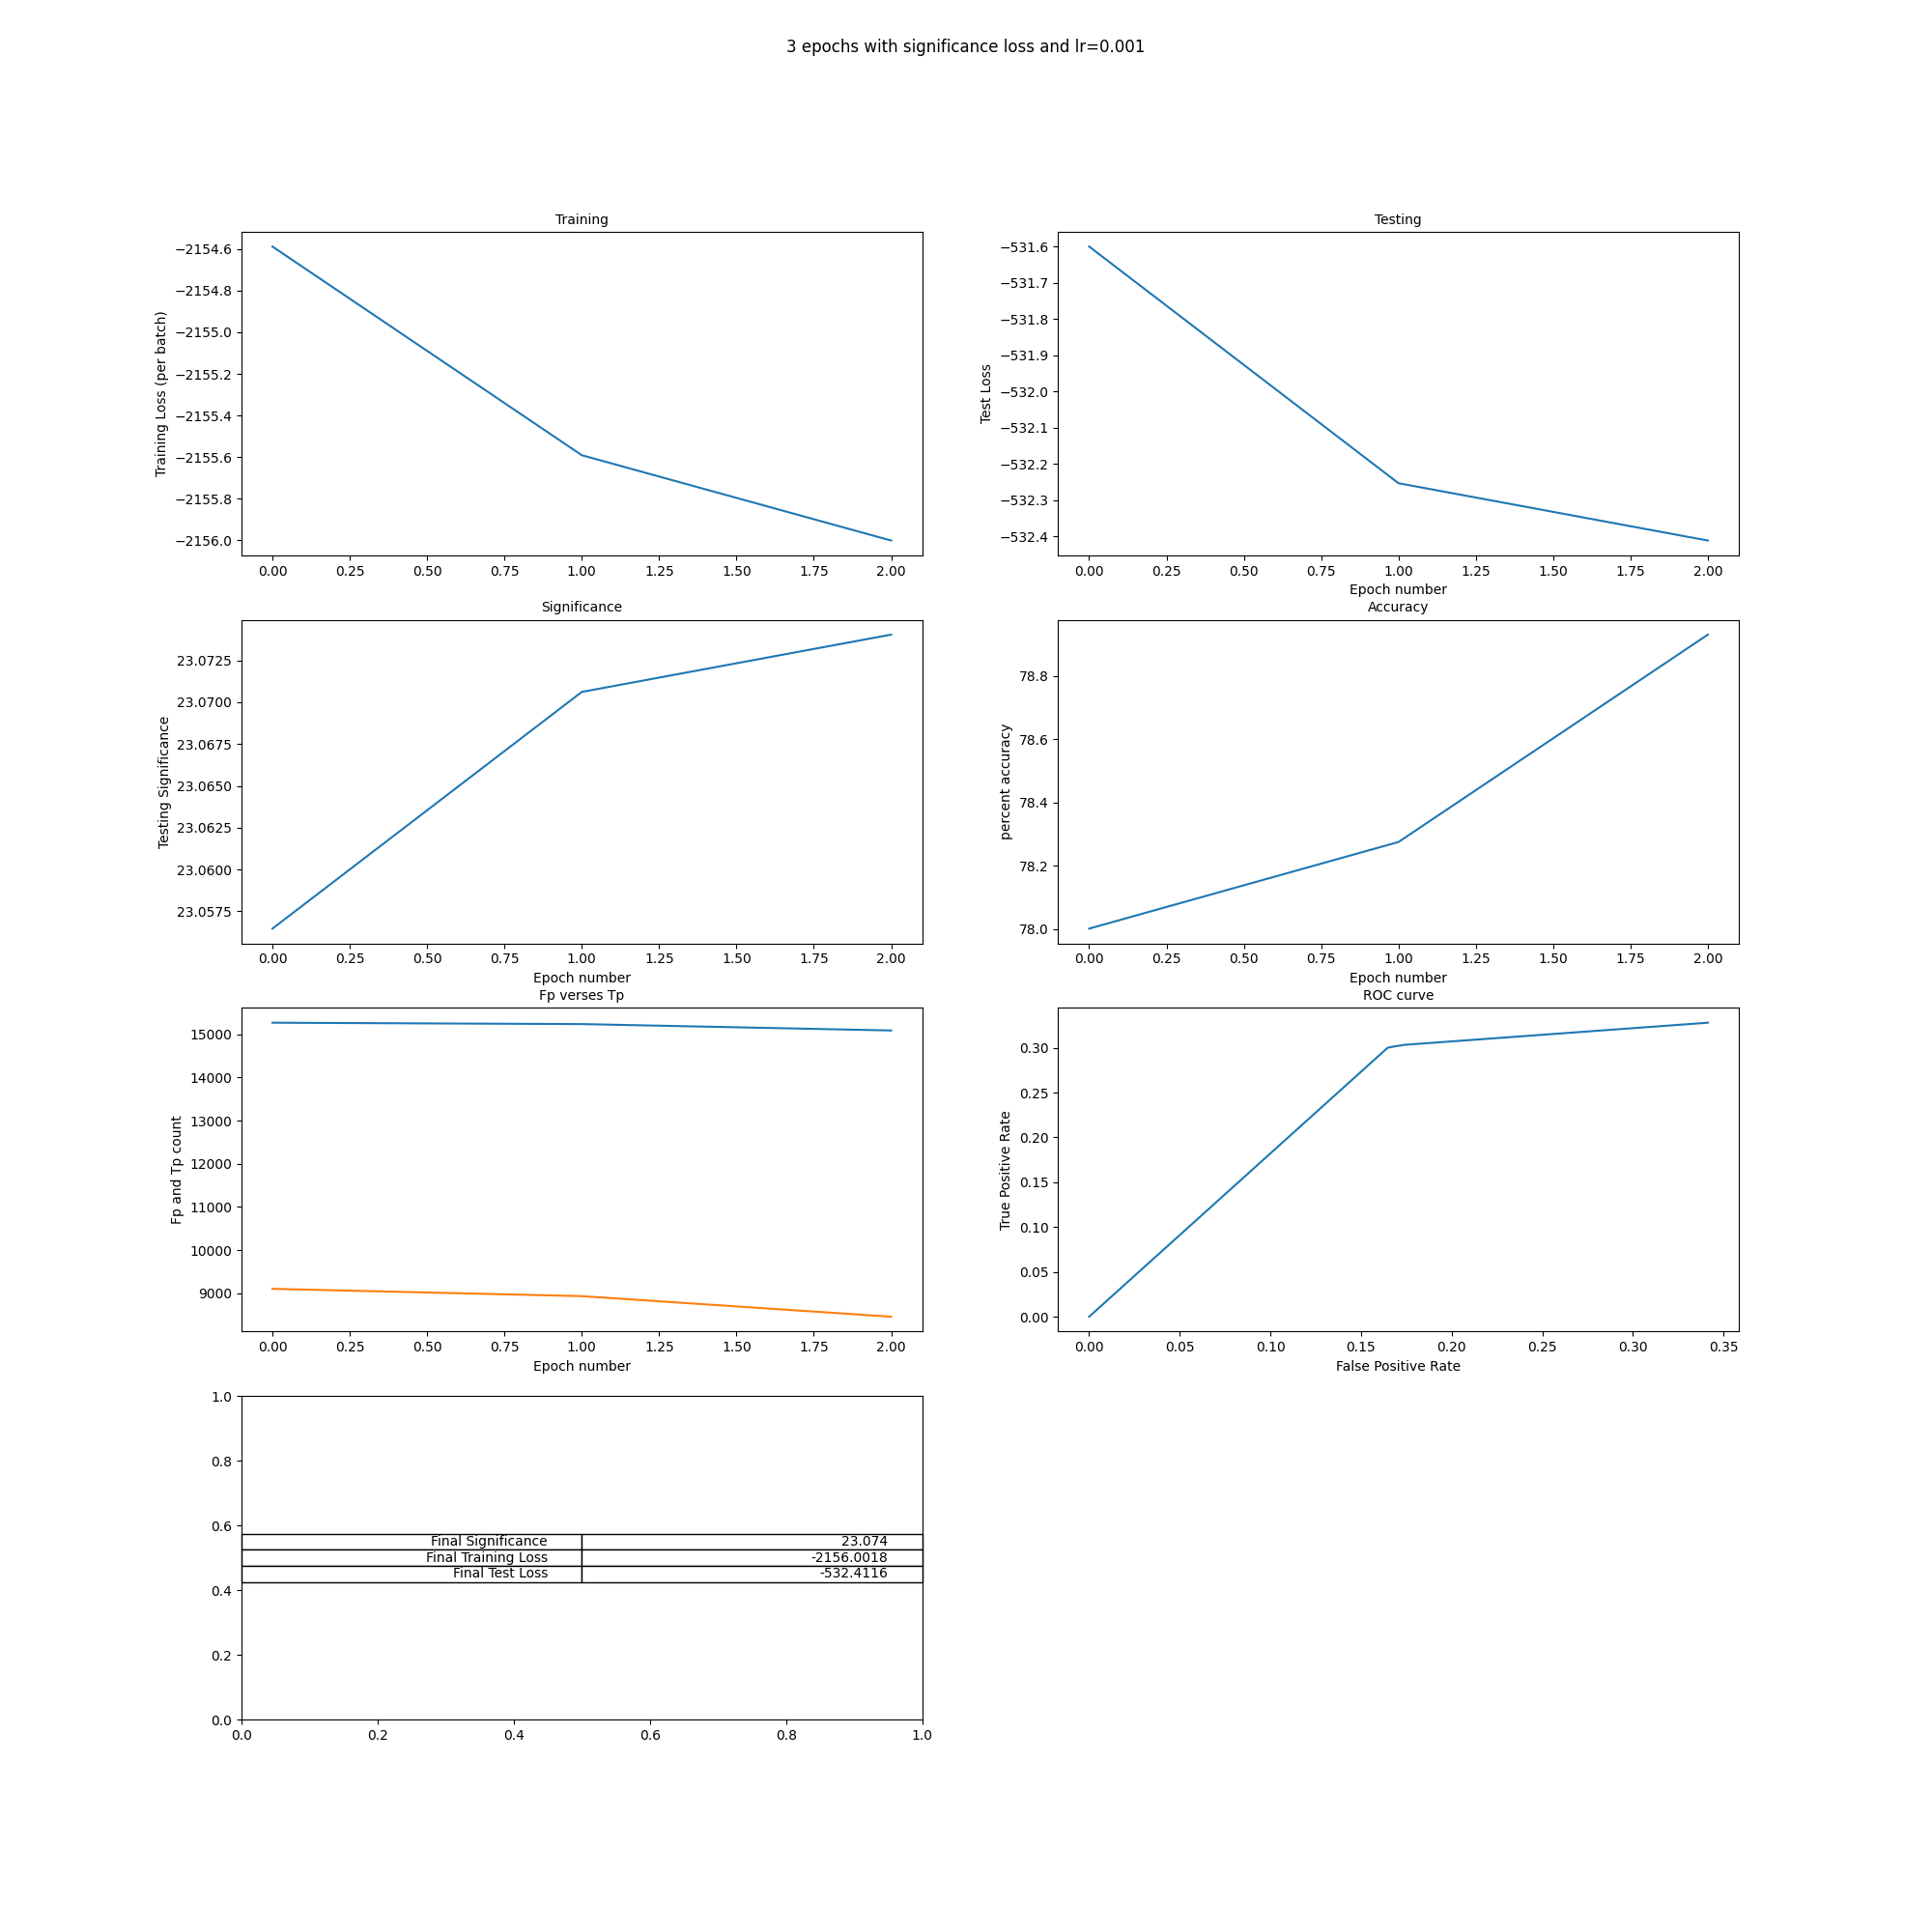 3 epochs with significance loss and lr=0.001
Training
Training Loss (per batch)
−2154.6
−2154.8
−2155.0
−2155.2
−2155.4
−2155.6
−2155.8
−2156.0
0.00 0.25 0.50 0.75 1.00 1.25 1.50 1.75 2.00
Testing
Test Loss
−531.6
−531.7
−531.8
−531.9
−532.0
−532.1
−532.2
−532.3
−532.4
0.00 0.25 0.50 0.75 1.00 1.25 1.50 1.75 2.00
Epoch number
Significance
Testing Significance
23.0725
23.0700
23.0675
23.0650
23.0625
23.0600
23.0575
0.00 0.25 0.50 0.75 1.00 1.25 1.50 1.75 2.00
Epoch number
Accuracy
percent accuracy
78.8
78.6
78.4
78.2
78.0
0.00 0.25 0.50 0.75 1.00 1.25 1.50 1.75 2.00
Epoch number
Fp verses Tp
Fp and Tp count
15000
14000
13000
12000
11000
10000
9000
0.00 0.25 0.50 0.75 1.00 1.25 1.50 1.75 2.00
Epoch number
ROC curve
True Positive Rate
0.30
0.25
0.20
0.15
0.10
0.05
0.00
0.00 0.05 0.10 0.15 0.20 0.25 0.30 0.35
False Positive Rate
1.0
0.8
0.6
Final Significance 23.074
Final Training Loss -2156.0018
Final Test Loss -532.4116
0.4
0.2
0.0
0.0 0.2 0.4 0.6 0.8 1.0